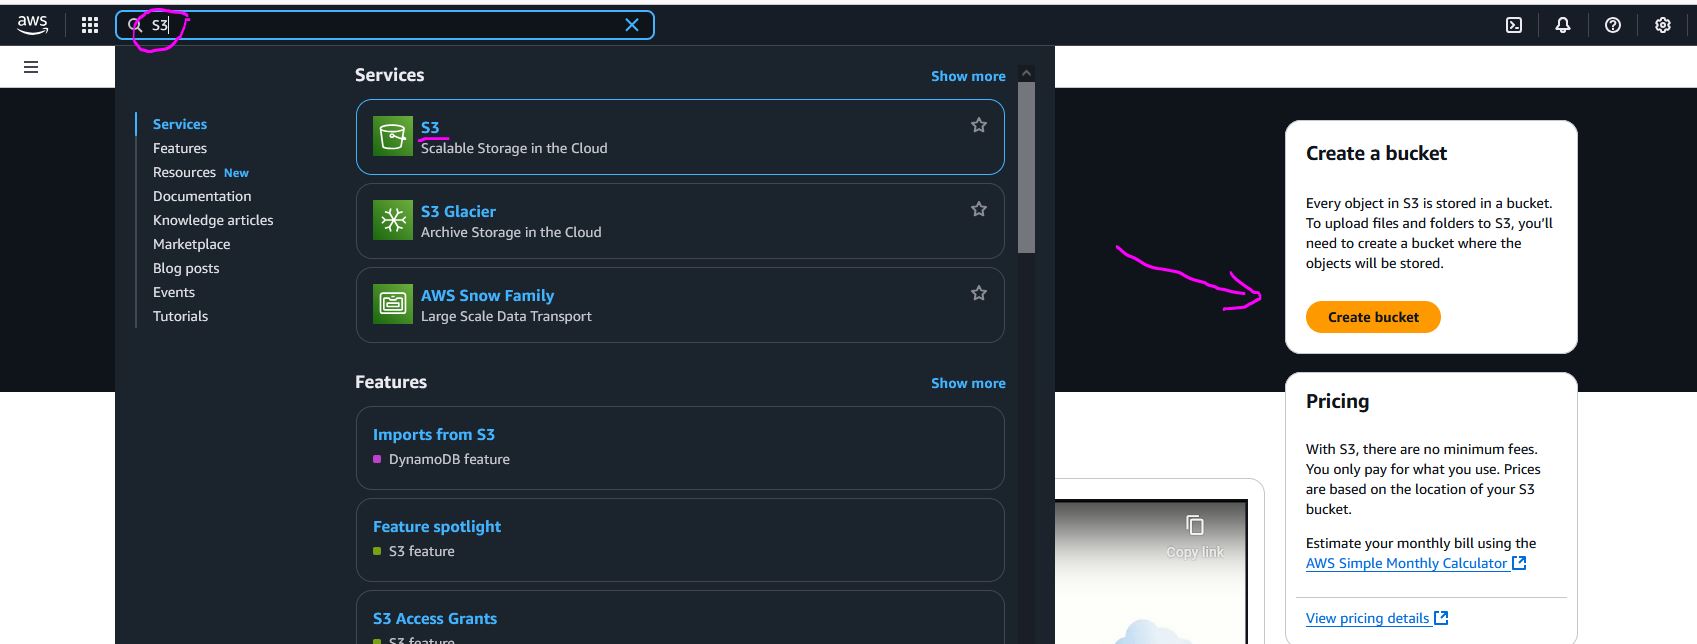 aws
S3
Services
Show more
Services
Features
Resources New
Documentation
Knowledge articles
Marketplace
Blog posts
Events
Tutorials
S3
Scalable Storage in the Cloud
S3 Glacier
Archive Storage in the Cloud
AWS Snow Family
Large Scale Data Transport
Features
Show more
Imports from S3
DynamoDB feature
Feature spotlight
S3 feature
S3 Access Grants
S3 feature
Copy link
Create a bucket
Every object in S3 is stored in a bucket.
To upload files and folders to S3, you'll
need to create a bucket where the
objects will be stored.
Create bucket
Pricing
With S3, there are no minimum fees.
You only pay for what you use. Prices
are based on the location of your S3
bucket.
Estimate your monthly bill using the
AWS Simple Monthly Calculator
View pricing details